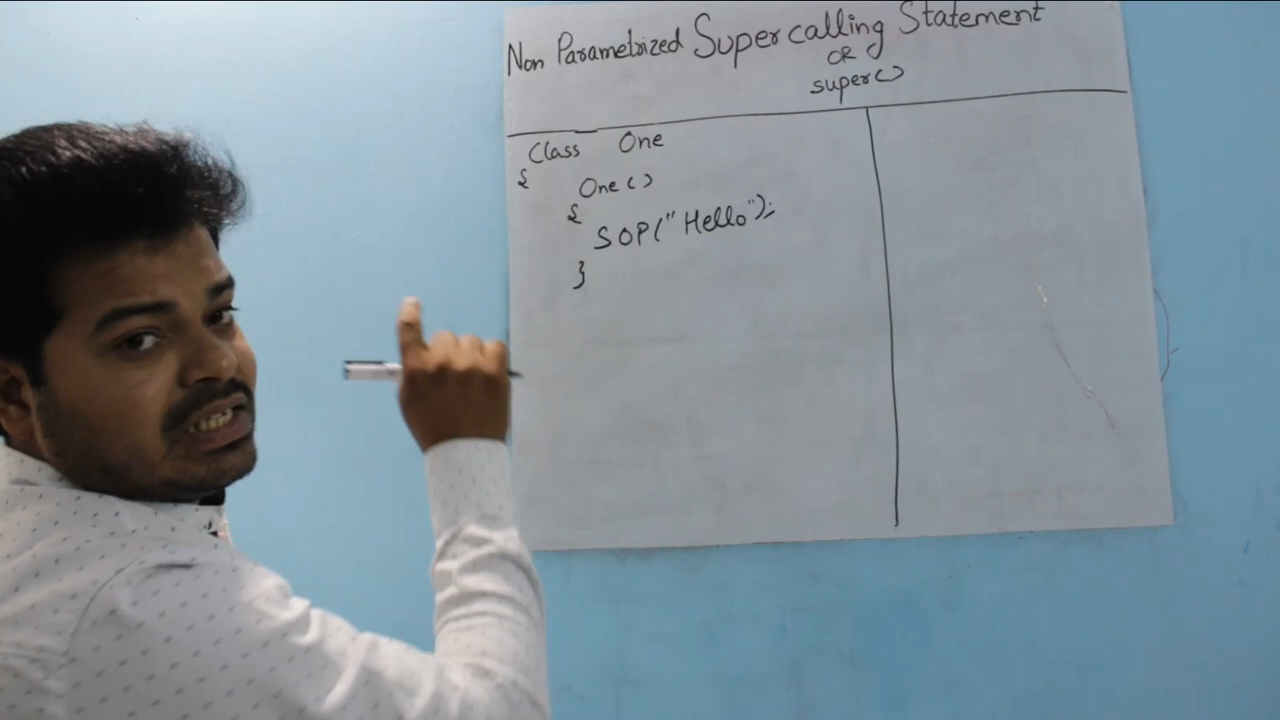 Non Parametrized Super calling Statement
OR
super()
Class One
{
One()
{
SOP("Hello");
}